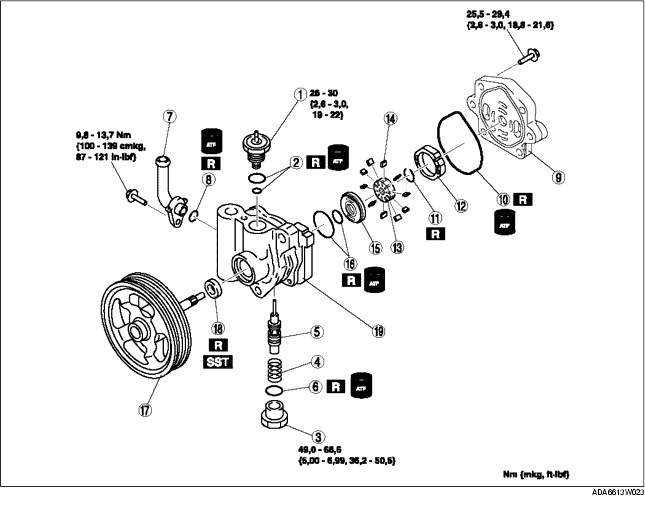 25,5 - 29,4
{2,6 - 3,0, 18,8 - 21,6}
1
25 - 30
{2,6 - 3,0,
19 - 22}
7
14
9,8 - 13,7 Nm
{100 - 139 cmkg,
87 - 121 in-lbf}
ATF
R
2
R
ATF
8
9
12
10
R
11
R
ATF
15
13
16
R
ATF
18
R
SST
5
19
4
6
R
ATF
17
3
49,0 - 68,5
{5,00 - 6,99, 36,2 - 50,5}
Nm {mkg, ft-lbf}
ADA6613W023